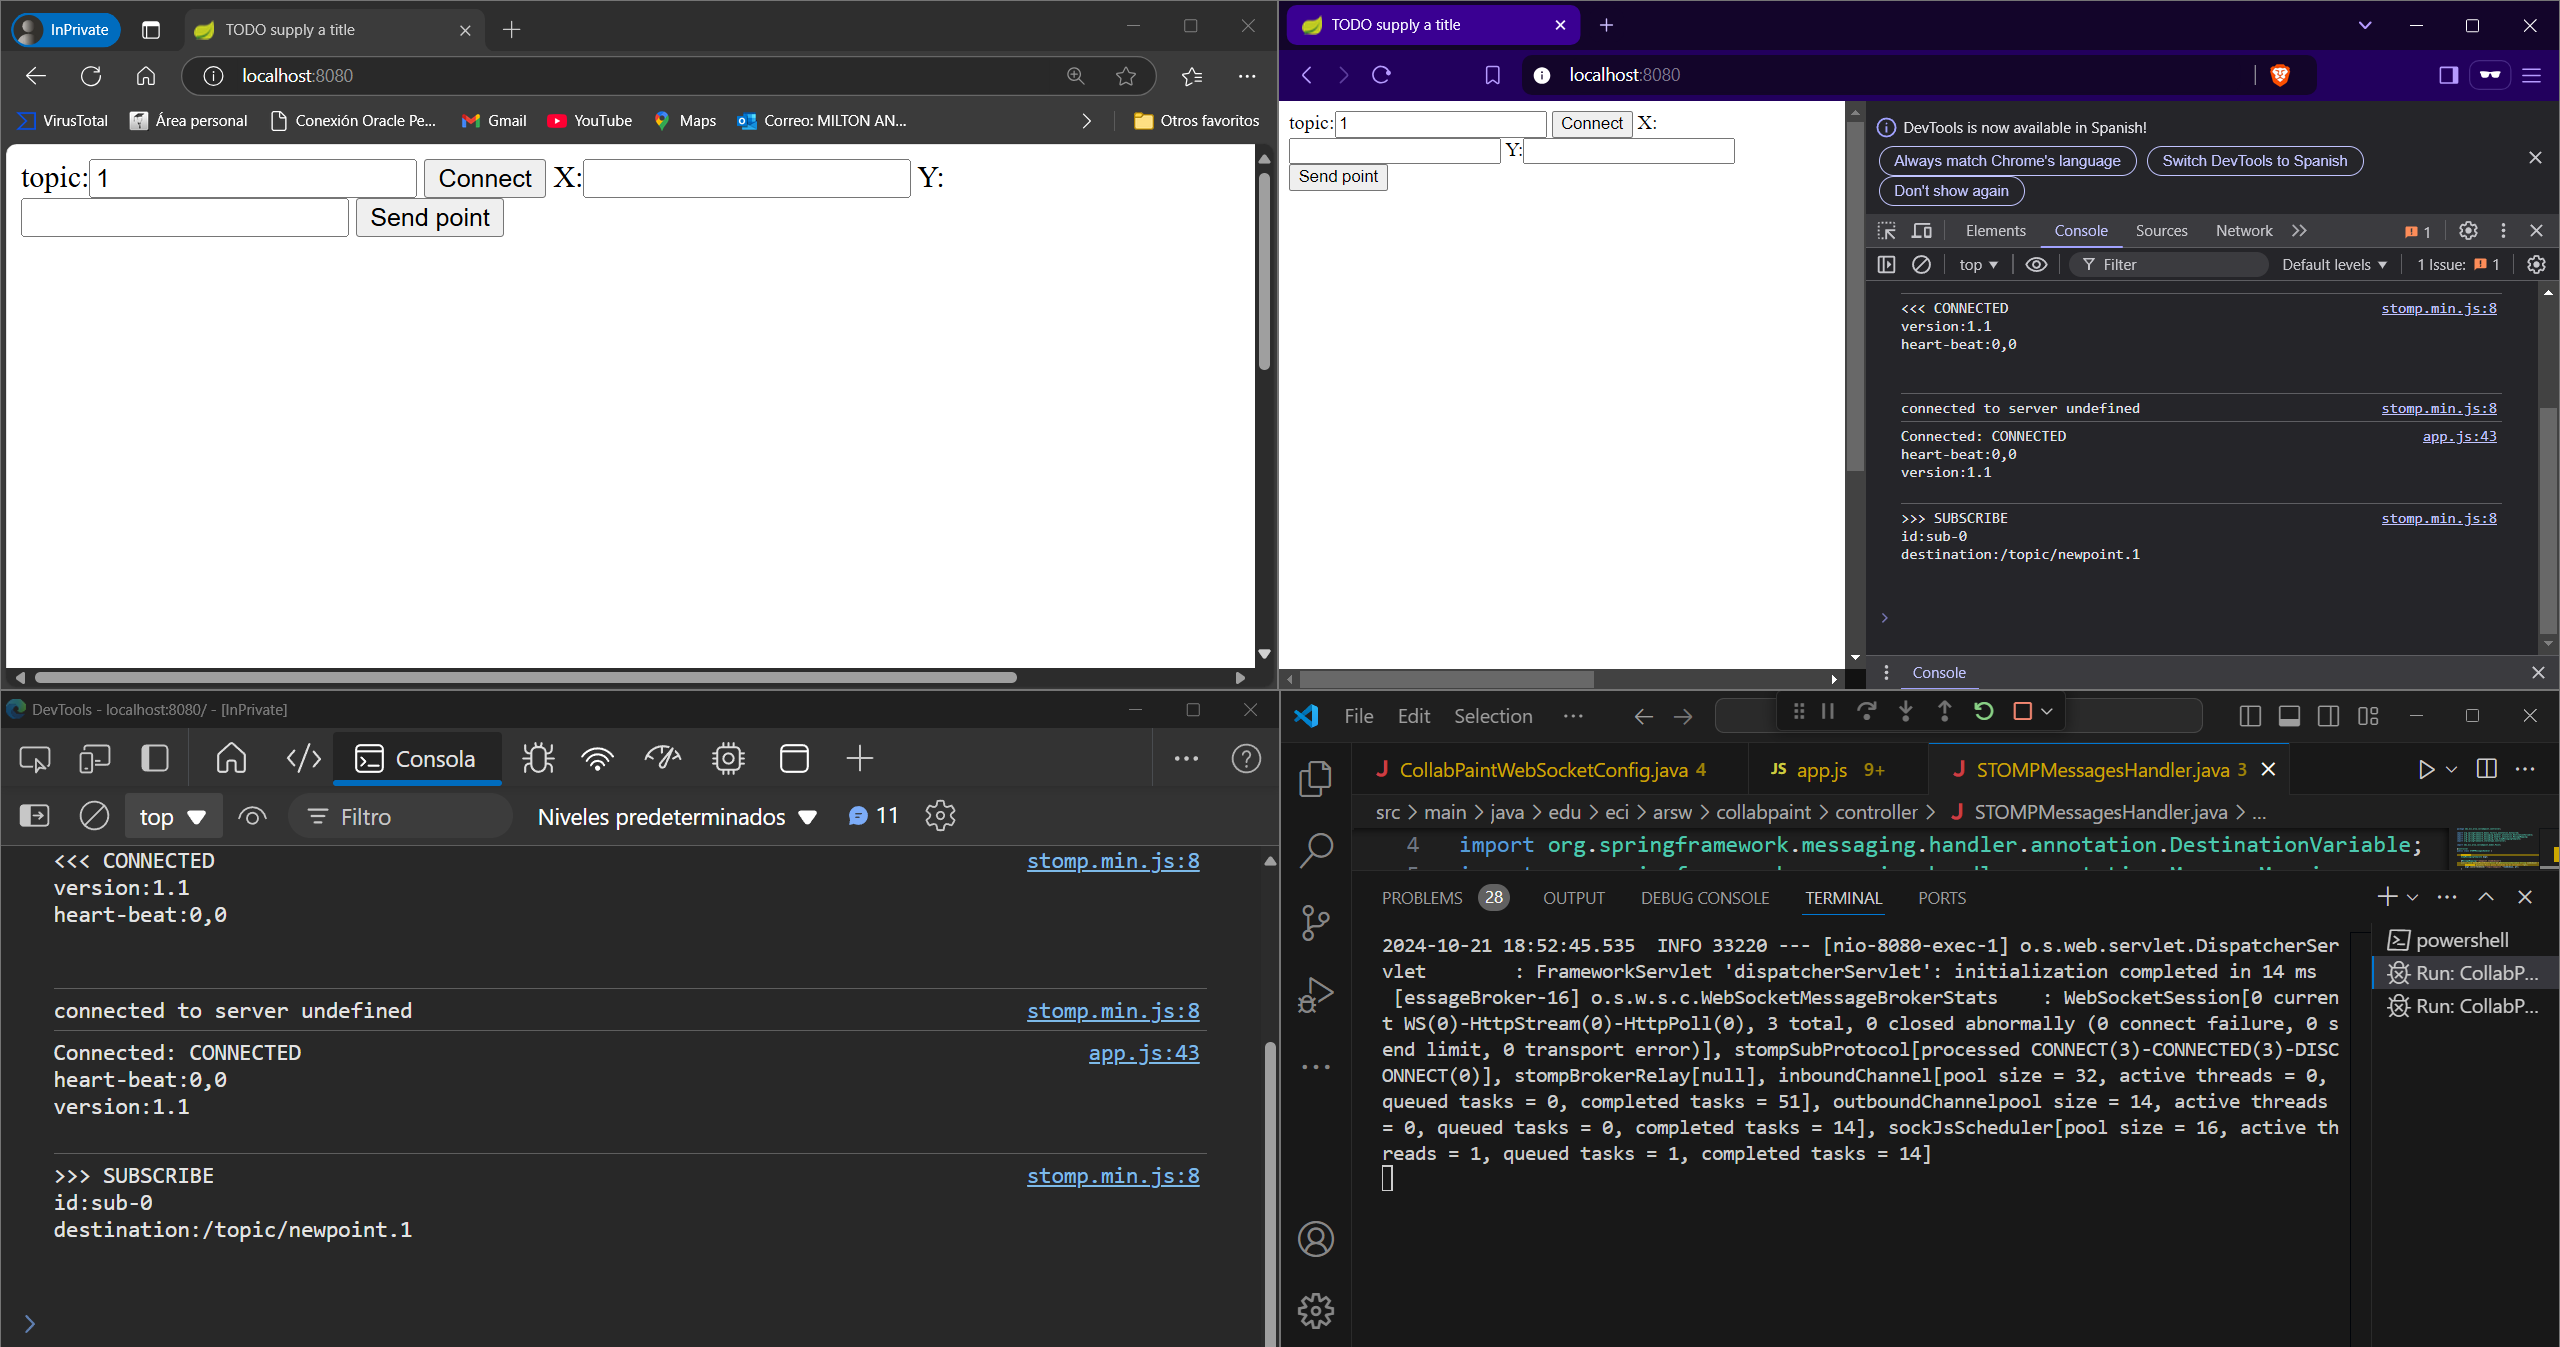 InPrivate
TODO supply a title
localhost:8080
VirusTotal
Área personal
Conexión Oracle Pe...
Gmail
YouTube
Maps
Correo: MILTON AN...
Otros favoritos
topic: 1 Connect X: Y:
Send point
TODO supply a title
localhost:8080
topic: 1 Connect X:
Y:
Send point
DevTools is now available in Spanish!
Always match Chrome's language
Switch DevTools to Spanish
Don't show again
Elements Console Sources Network 1
top Filter Default levels 1 Issue: 1
<<< CONNECTED stomp.min.js:8
version:1.1
heart-beat:0,0
connected to server undefined stomp.min.js:8
Connected: CONNECTED app.js:43
heart-beat:0,0
version:1.1
>>> SUBSCRIBE stomp.min.js:8
id:sub-0
destination:/topic/newpoint.1
Console
DevTools - localhost:8080/ - [InPrivate]
Consola
top Filtro Niveles predeterminados 11
<<< CONNECTED stomp.min.js:8
version:1.1
heart-beat:0,0
connected to server undefined stomp.min.js:8
Connected: CONNECTED app.js:43
heart-beat:0,0
version:1.1
>>> SUBSCRIBE stomp.min.js:8
id:sub-0
destination:/topic/newpoint.1
File Edit Selection ...
J CollabPaintWebSocketConfig.java 4 JS app.js 9+ J STOMPMessagesHandler.java 3
src > main > java > edu > eci > arsw > collabpaint > controller > J STOMPMessagesHandler.java > ...
4 import org.springframework.messaging.handler.annotation.DestinationVariable;
PROBLEMS 28 OUTPUT DEBUG CONSOLE TERMINAL PORTS
2024-10-21 18:52:45.535  INFO 33220 --- [nio-8080-exec-1] o.s.web.servlet.DispatcherSer
vlet        : FrameworkServlet 'dispatcherServlet': initialization completed in 14 ms
[essageBroker-16] o.s.w.s.c.WebSocketMessageBrokerStats    : WebSocketSession[0 curren
t WS(0)-HttpStream(0)-HttpPoll(0), 3 total, 0 closed abnormally (0 connect failure, 0 s
end limit, 0 transport error)], stompSubProtocol[processed CONNECT(3)-CONNECTED(3)-DISC
ONNECT(0)], stompBrokerRelay[null], inboundChannel[pool size = 32, active threads = 0,
queued tasks = 0, completed tasks = 51], outboundChannelpool size = 14, active threads
= 0, queued tasks = 0, completed tasks = 14], sockJsScheduler[pool size = 16, active th
reads = 1, queued tasks = 1, completed tasks = 14]
powershell
Run: CollabP...
Run: CollabP...